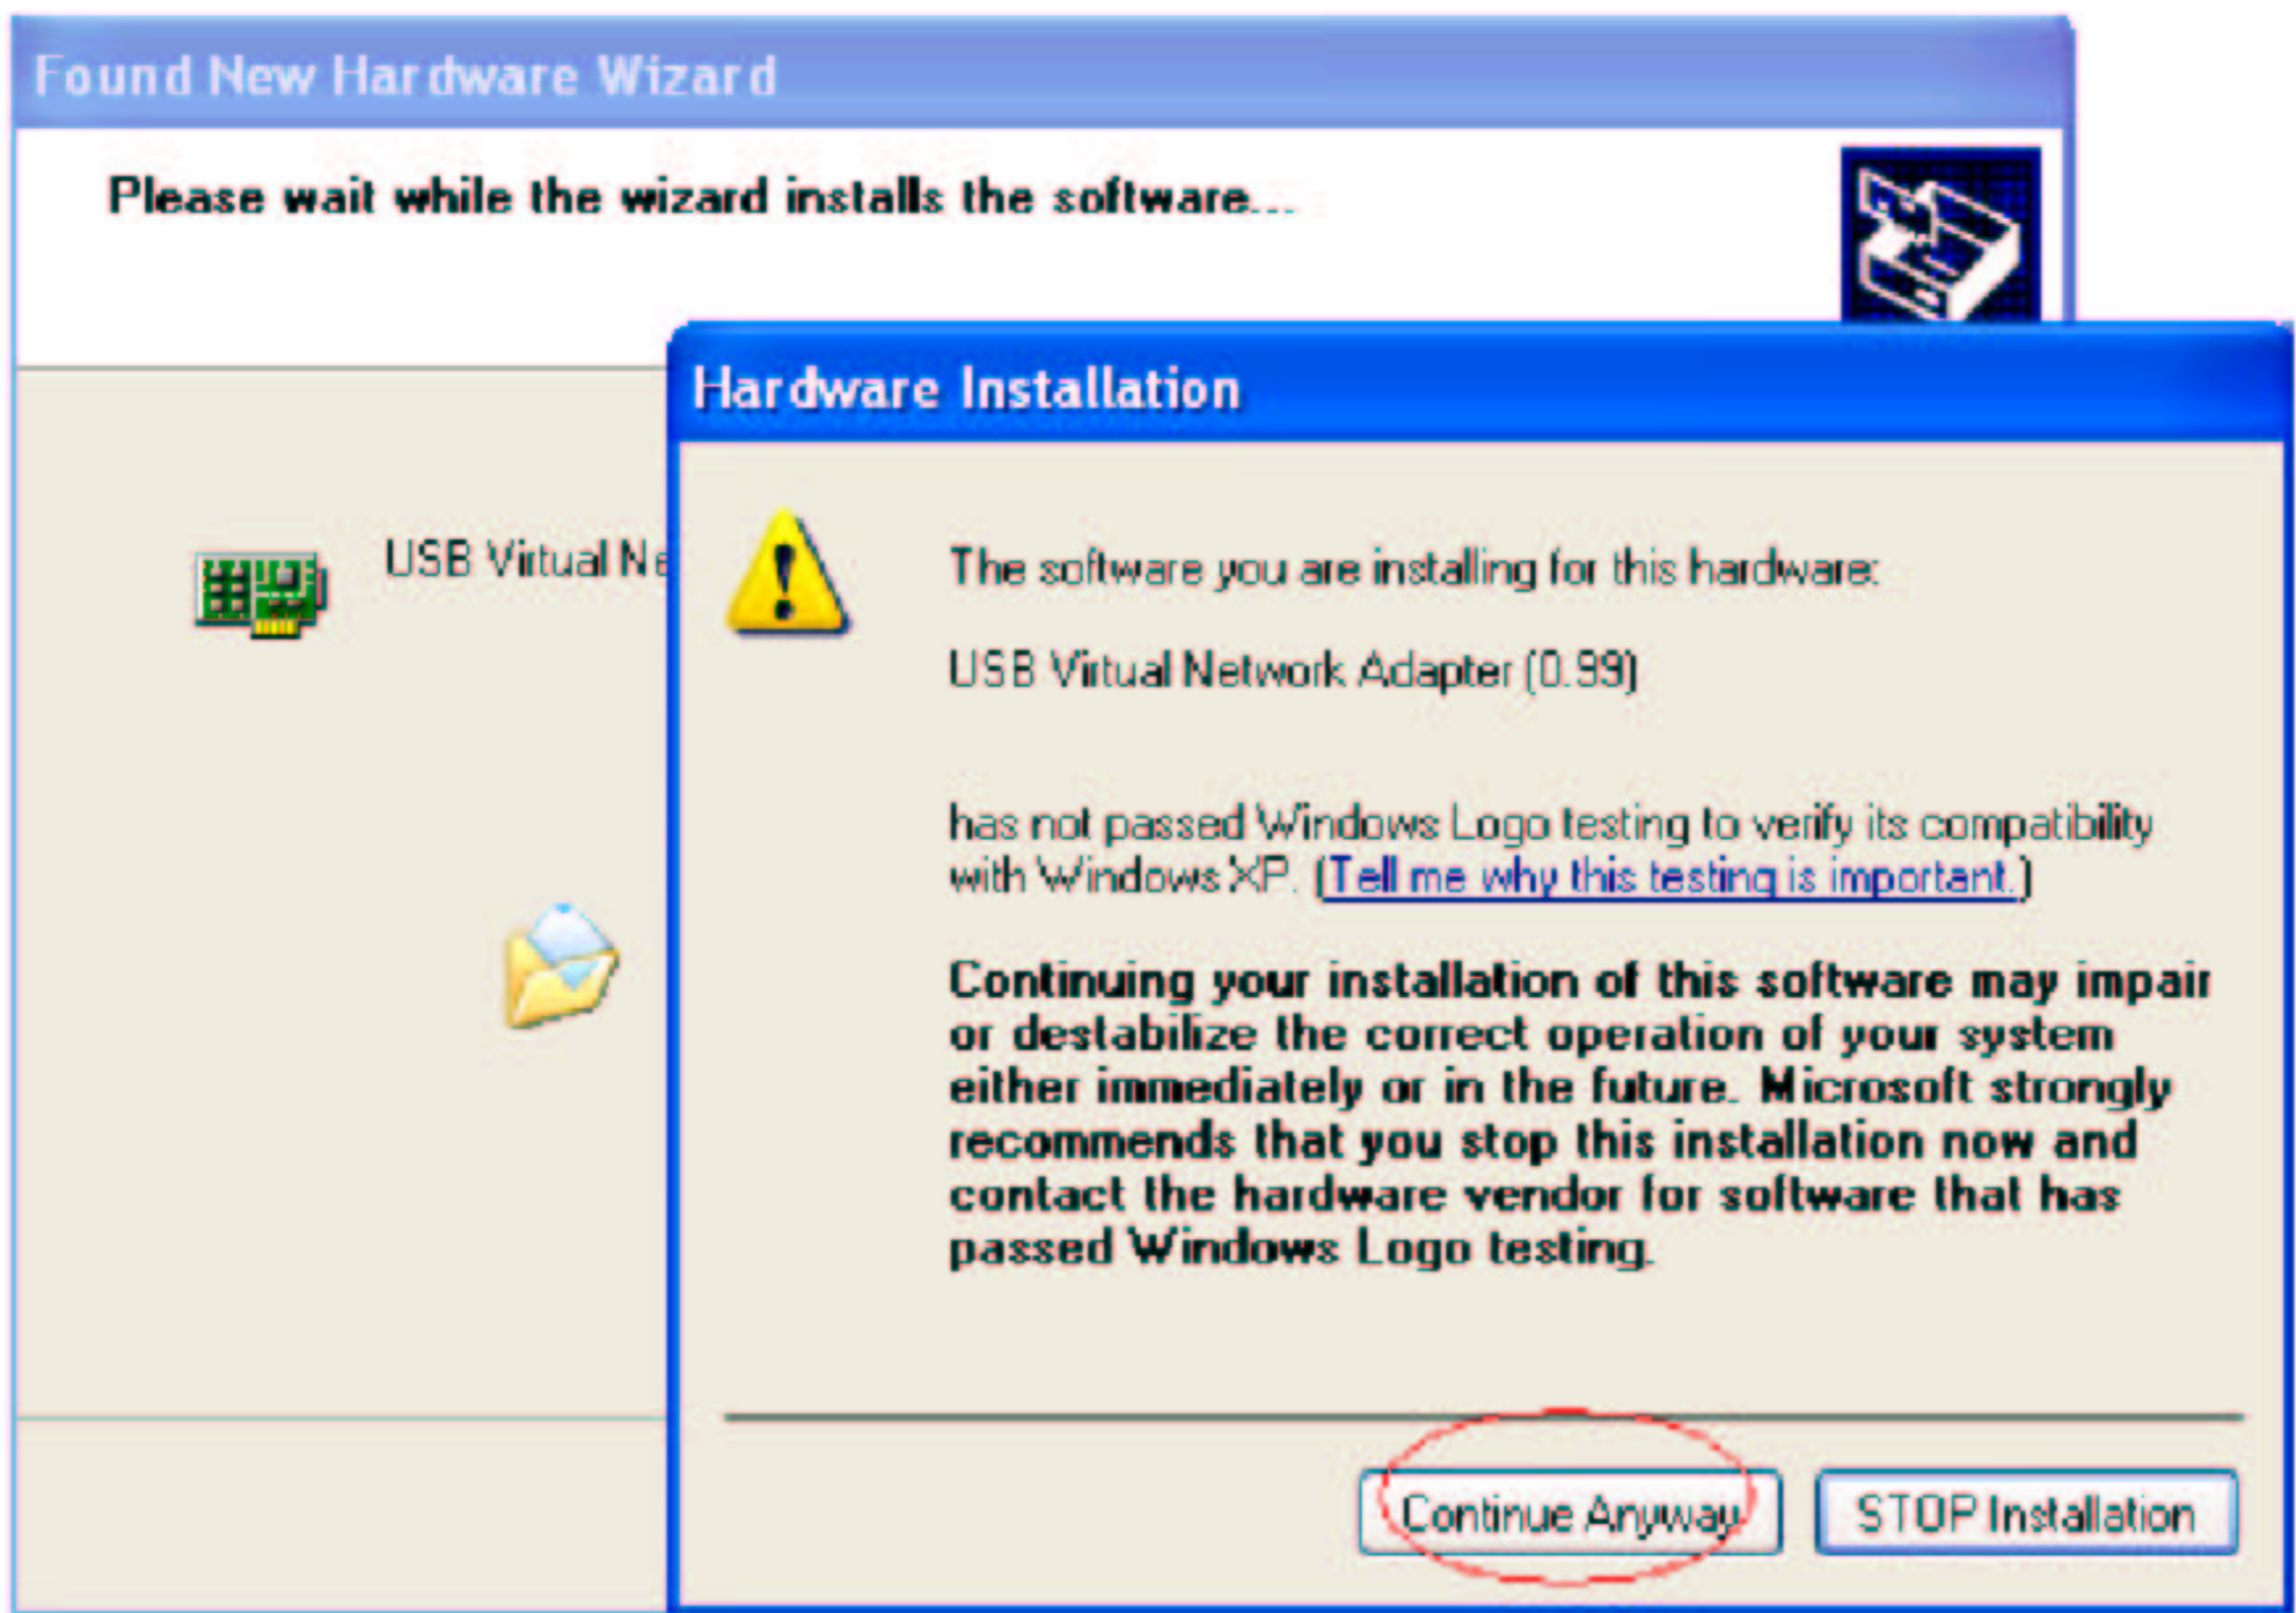 Found New Hardware Wizard
Please wait while the wizard installs the software...
Hardware Installation
USB Virtual Ne
The software you are installing for this hardware:
USB Virtual Network Adapter (0.99)
has not passed Windows Logo testing to verify its compatibility
with Windows XP. (Tell me why this testing is important.)
Continuing your installation of this software may impair
or destabilize the correct operation of your system
either immediately or in the future. Microsoft strongly
recommends that you stop this installation now and
contact the hardware vendor for software that has
passed Windows Logo testing.
Continue Anyway
STOP Installation